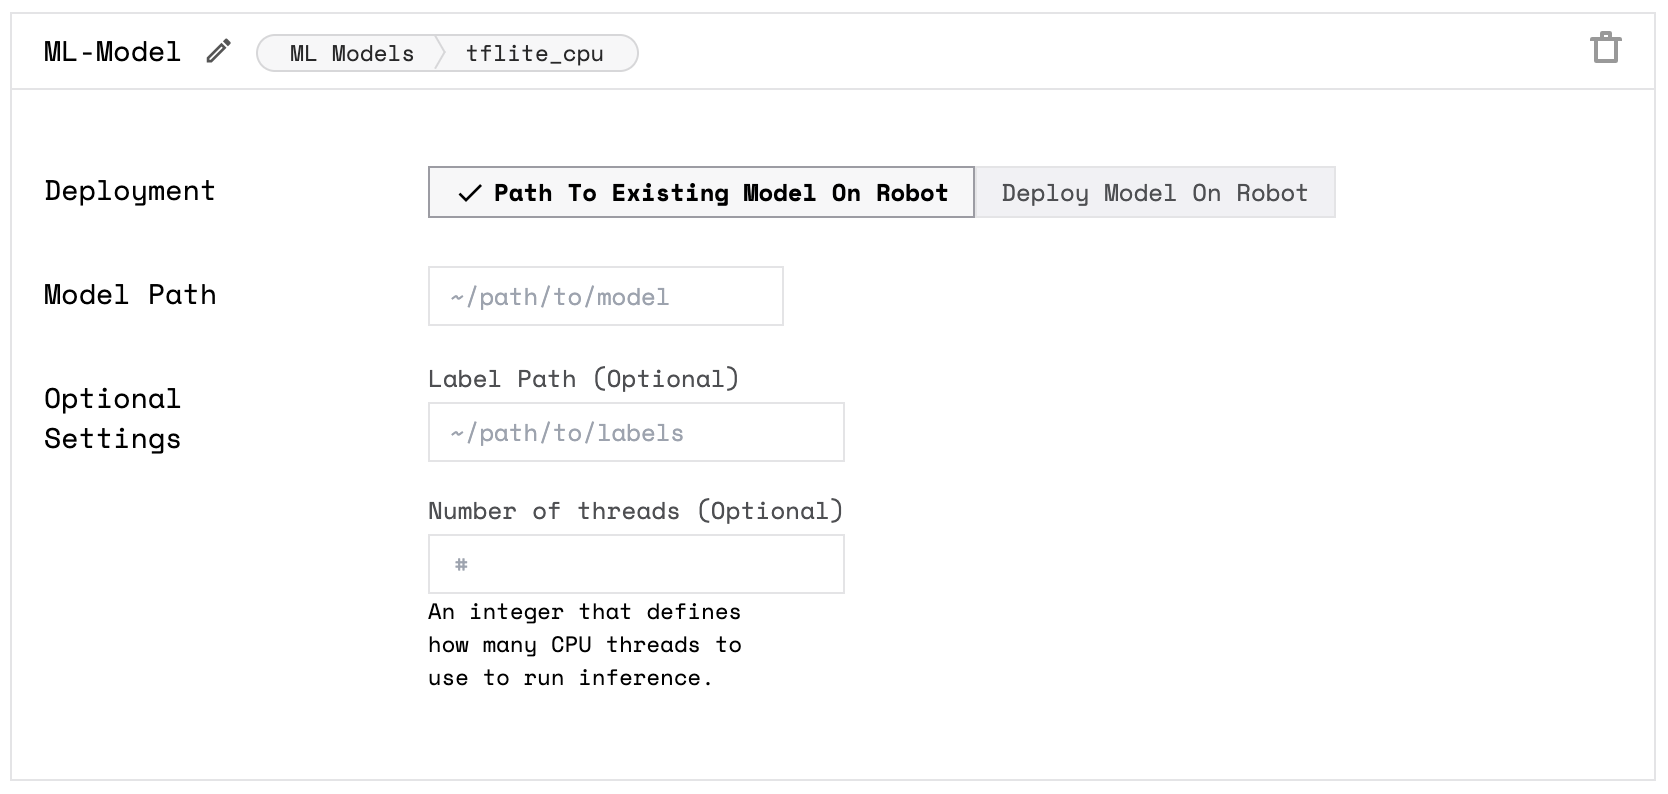 ML-Model
ML Models
tflite_cpu
Deployment
Path To Existing Model On Robot
Deploy Model On Robot
Model Path
~/path/to/model
Optional
Settings
Label Path (Optional)
~/path/to/labels
Number of threads (Optional)
#
An integer that defines
how many CPU threads to
use to run inference.